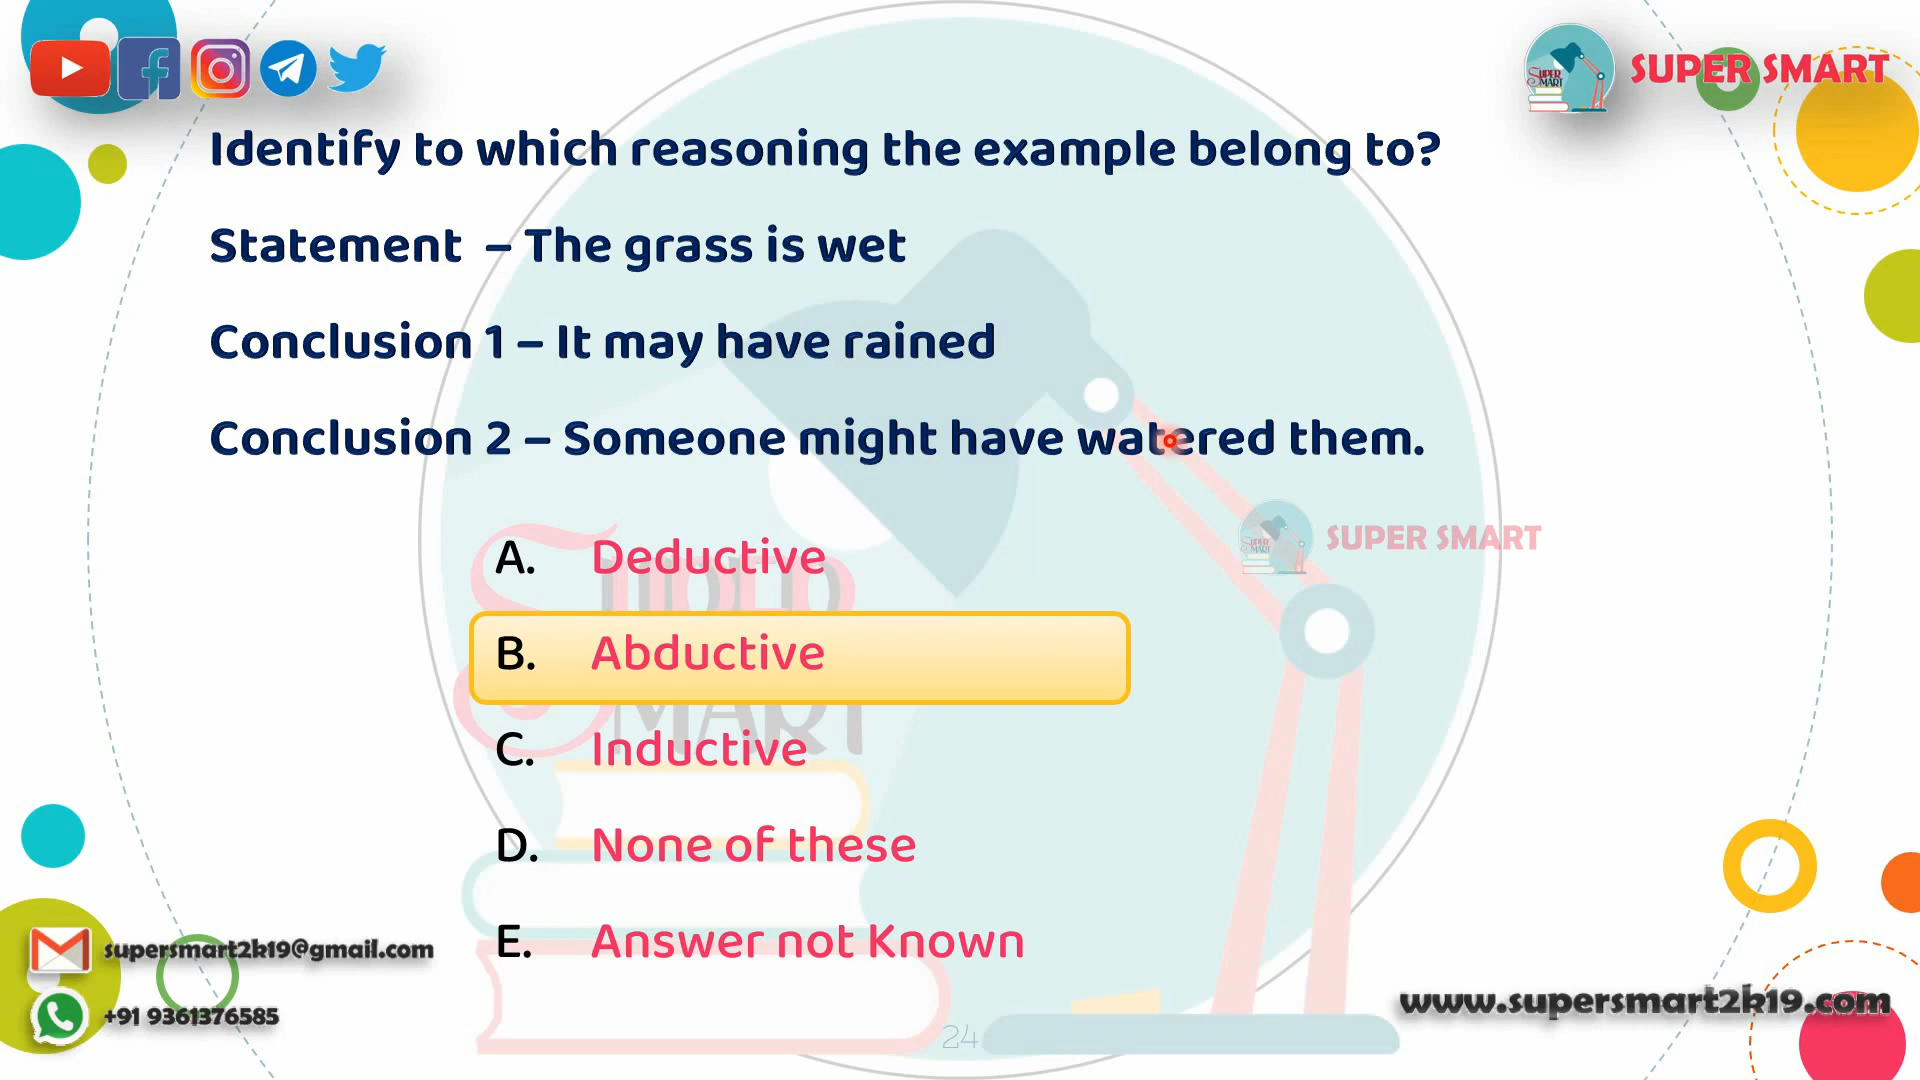 SUPER SMART
Identify to which reasoning the example belong to?
Statement – The grass is wet
Conclusion 1 – It may have rained
Conclusion 2 – Someone might have watered them.
SUPER SMART
A. Deductive
B. Abductive
C. Inductive
D. None of these
E. Answer not Known
SUPER
MART
supersmart2k19@gmail.com
+91 9361376585
www.supersmart2k19.com
24